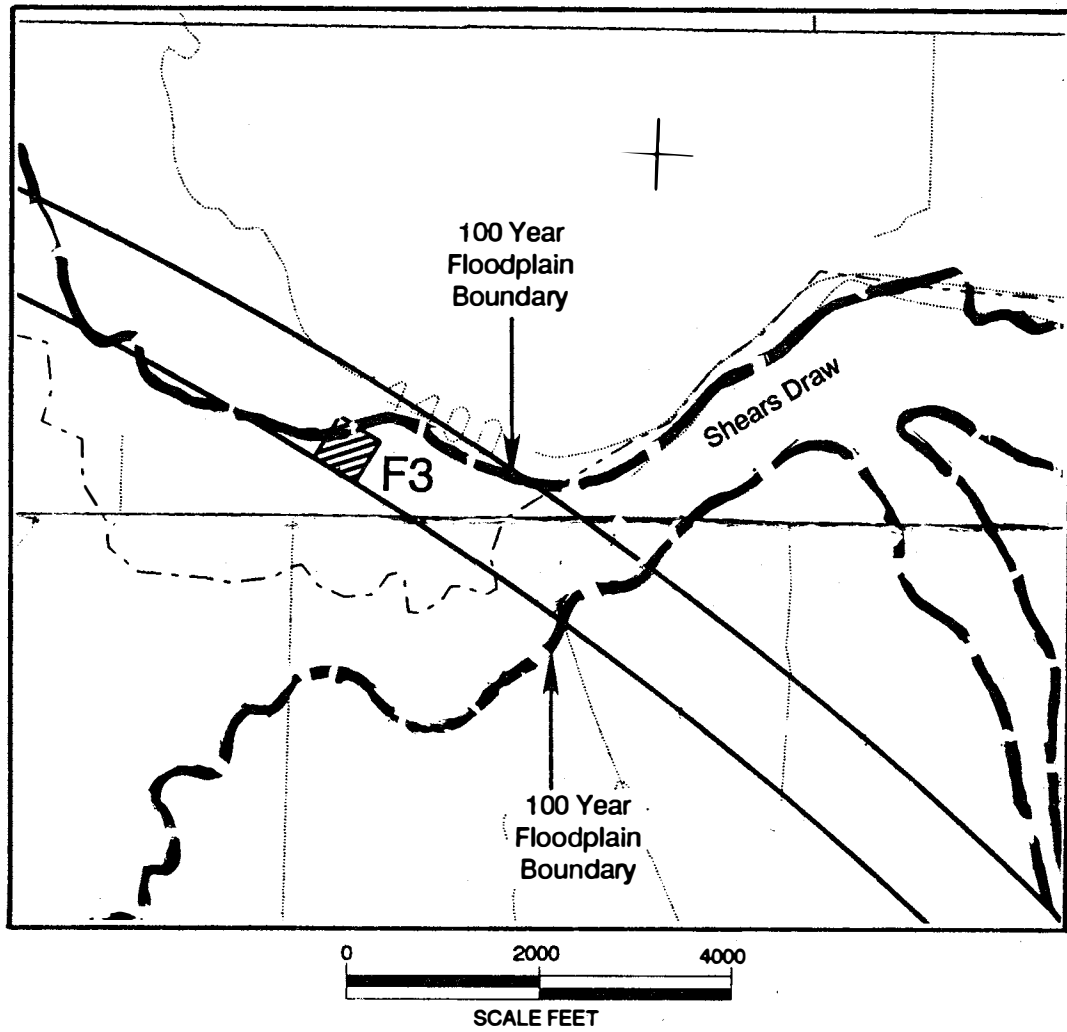 100 Year
Floodplain
Boundary
Shears Draw
F3
100 Year
Floodplain
Boundary
0 2000 4000
SCALE FEET